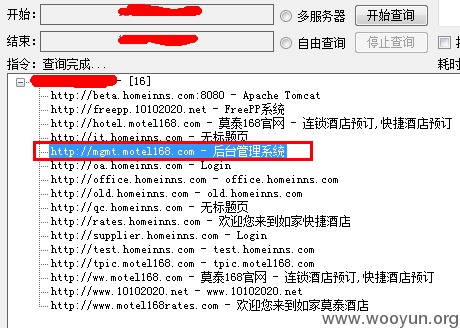 开始: 多服务器 开始查询
结束: 自由查询 停止查询
指令: 查询完成... 耗时
- [16]
http://beta.homeinns.com:8080 - Apache Tomcat
http://freepp.10102020.net - FreePP系统
http://hotel.motel168.com - 莫泰168官网 - 连锁酒店预订,快捷酒店预订
http://it.homeinns.com - 无标题页
http://mgmt.motel168.com - 后台管理系统
http://oa.homeinns.com - Login
http://office.homeinns.com - office.homeinns.com
http://old.homeinns.com - old.homeinns.com
http://qc.homeinns.com - 无标题页
http://rates.homeinns.com - 欢迎您来到如家快捷酒店
http://supplier.homeinns.com - Login
http://test.homeinns.com - test.homeinns.com
http://tpic.motel168.com - tpic.motel168.com
http://ww.motel168.com - 莫泰168官网 - 连锁酒店预订,快捷酒店预订
http://www.10102020.net - www.10102020.net
http://www.motel168rates.com - 欢迎您来到如家莫泰酒店
www.wooyun.org